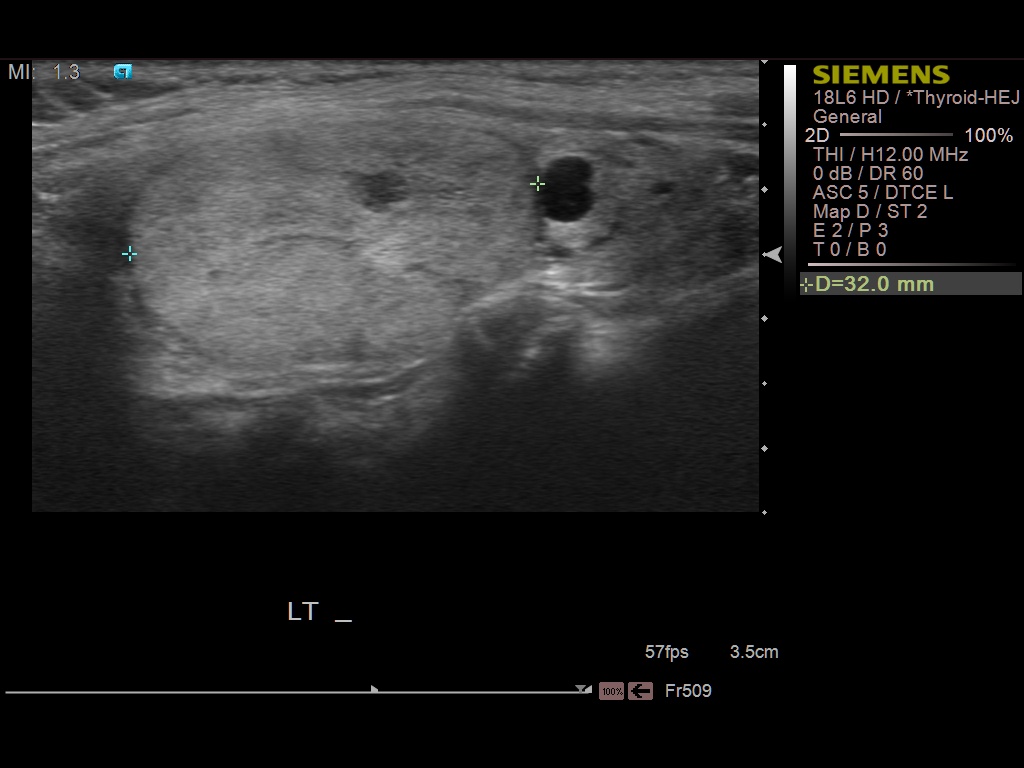 MI: 1.3
SIEMENS
18L6 HD / *Thyroid-HEJ
General
2D 100%
THI / H12.00 MHz
0 dB / DR 60
ASC 5 / DTCE L
Map D / ST 2
E 2 / P 3
T 0 / B 0
D=32.0 mm
LT _
57fps 3.5cm
100% Fr509